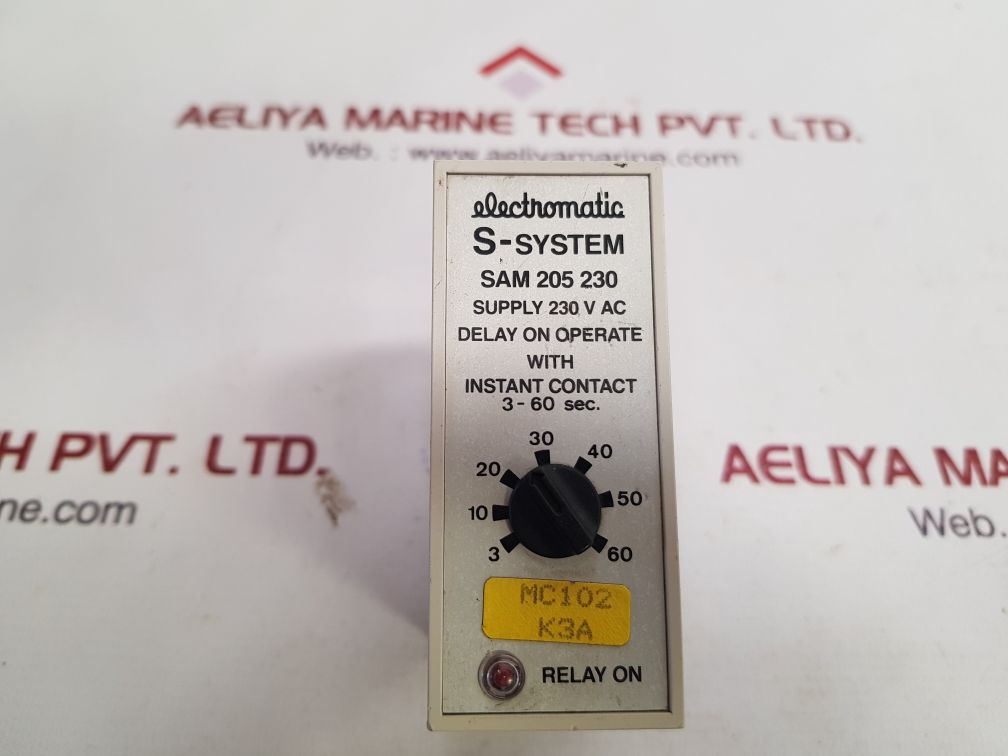 AELIYA MARINE TECH PVT. LTD.
Web. : www.aeliyamarine.com
electromatic
S-SYSTEM
SAM 205 230
SUPPLY 230 V AC
DELAY ON OPERATE
WITH
INSTANT CONTACT
3-60 sec.
30
20 40
10 50
3 60
H PVT. LTD.
ne.com
AELIYA MA
Web.
MC102
K3A
RELAY ON